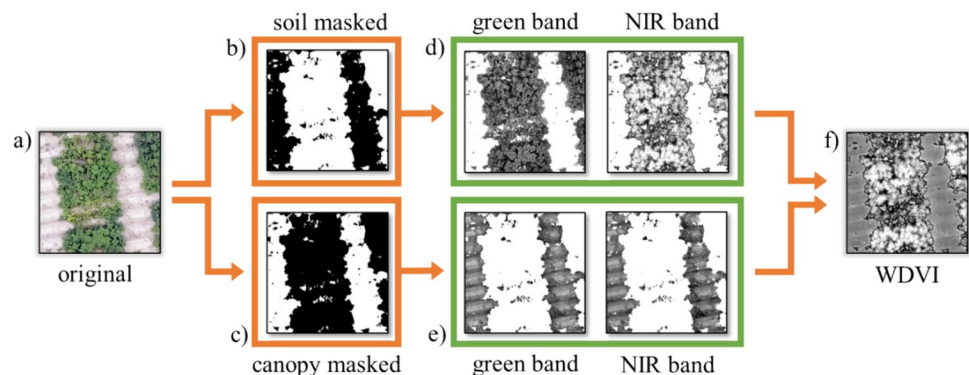 soil masked
green band
NIR band
b)
d)
a)
f)
original
WDVI
c)
e)
canopy masked
green band
NIR band